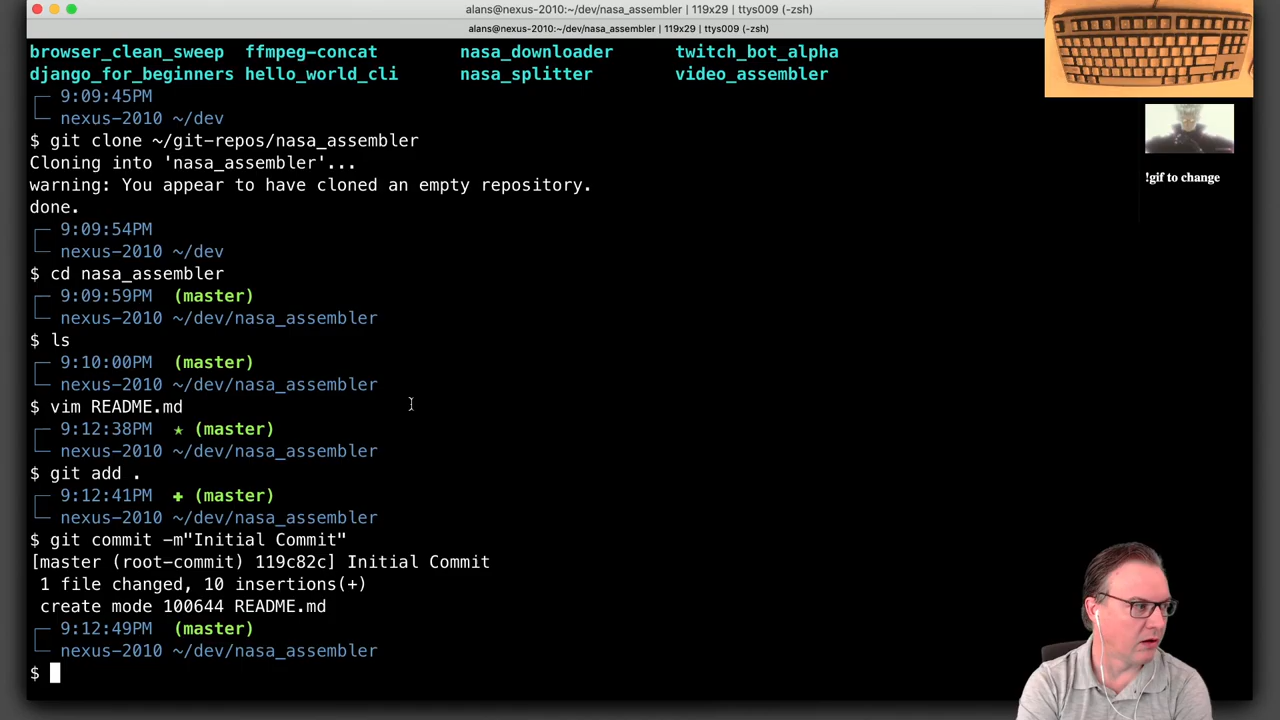 alans@nexus-2010:~/dev/nasa_assembler | 119x29 | ttys009 (-zsh)
alans@nexus-2010:~/dev/nasa_assembler | 119x29 | ttys009 (-zsh)
browser_clean_sweep ffmpeg-concat nasa_downloader twitch_bot_alpha
django_for_beginners hello_world_cli nasa_splitter video_assembler
┌─ 9:09:45PM
└─ nexus-2010 ~/dev
$ git clone ~/git-repos/nasa_assembler
Cloning into 'nasa_assembler'...
warning: You appear to have cloned an empty repository.
done.
┌─ 9:09:54PM
└─ nexus-2010 ~/dev
$ cd nasa_assembler
┌─ 9:09:59PM (master)
└─ nexus-2010 ~/dev/nasa_assembler
$ ls
┌─ 9:10:00PM (master)
└─ nexus-2010 ~/dev/nasa_assembler
$ vim README.md
┌─ 9:12:38PM ★ (master)
└─ nexus-2010 ~/dev/nasa_assembler
$ git add .
┌─ 9:12:41PM ✚ (master)
└─ nexus-2010 ~/dev/nasa_assembler
$ git commit -m"Initial Commit"
[master (root-commit) 119c82c] Initial Commit
1 file changed, 10 insertions(+)
create mode 100644 README.md
┌─ 9:12:49PM (master)
└─ nexus-2010 ~/dev/nasa_assembler
$
!gif to change